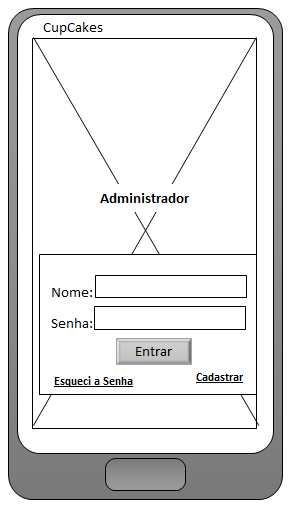 CupCakes
Administrador
Nome:
Senha:
Entrar
Esqueci a Senha
Cadastrar